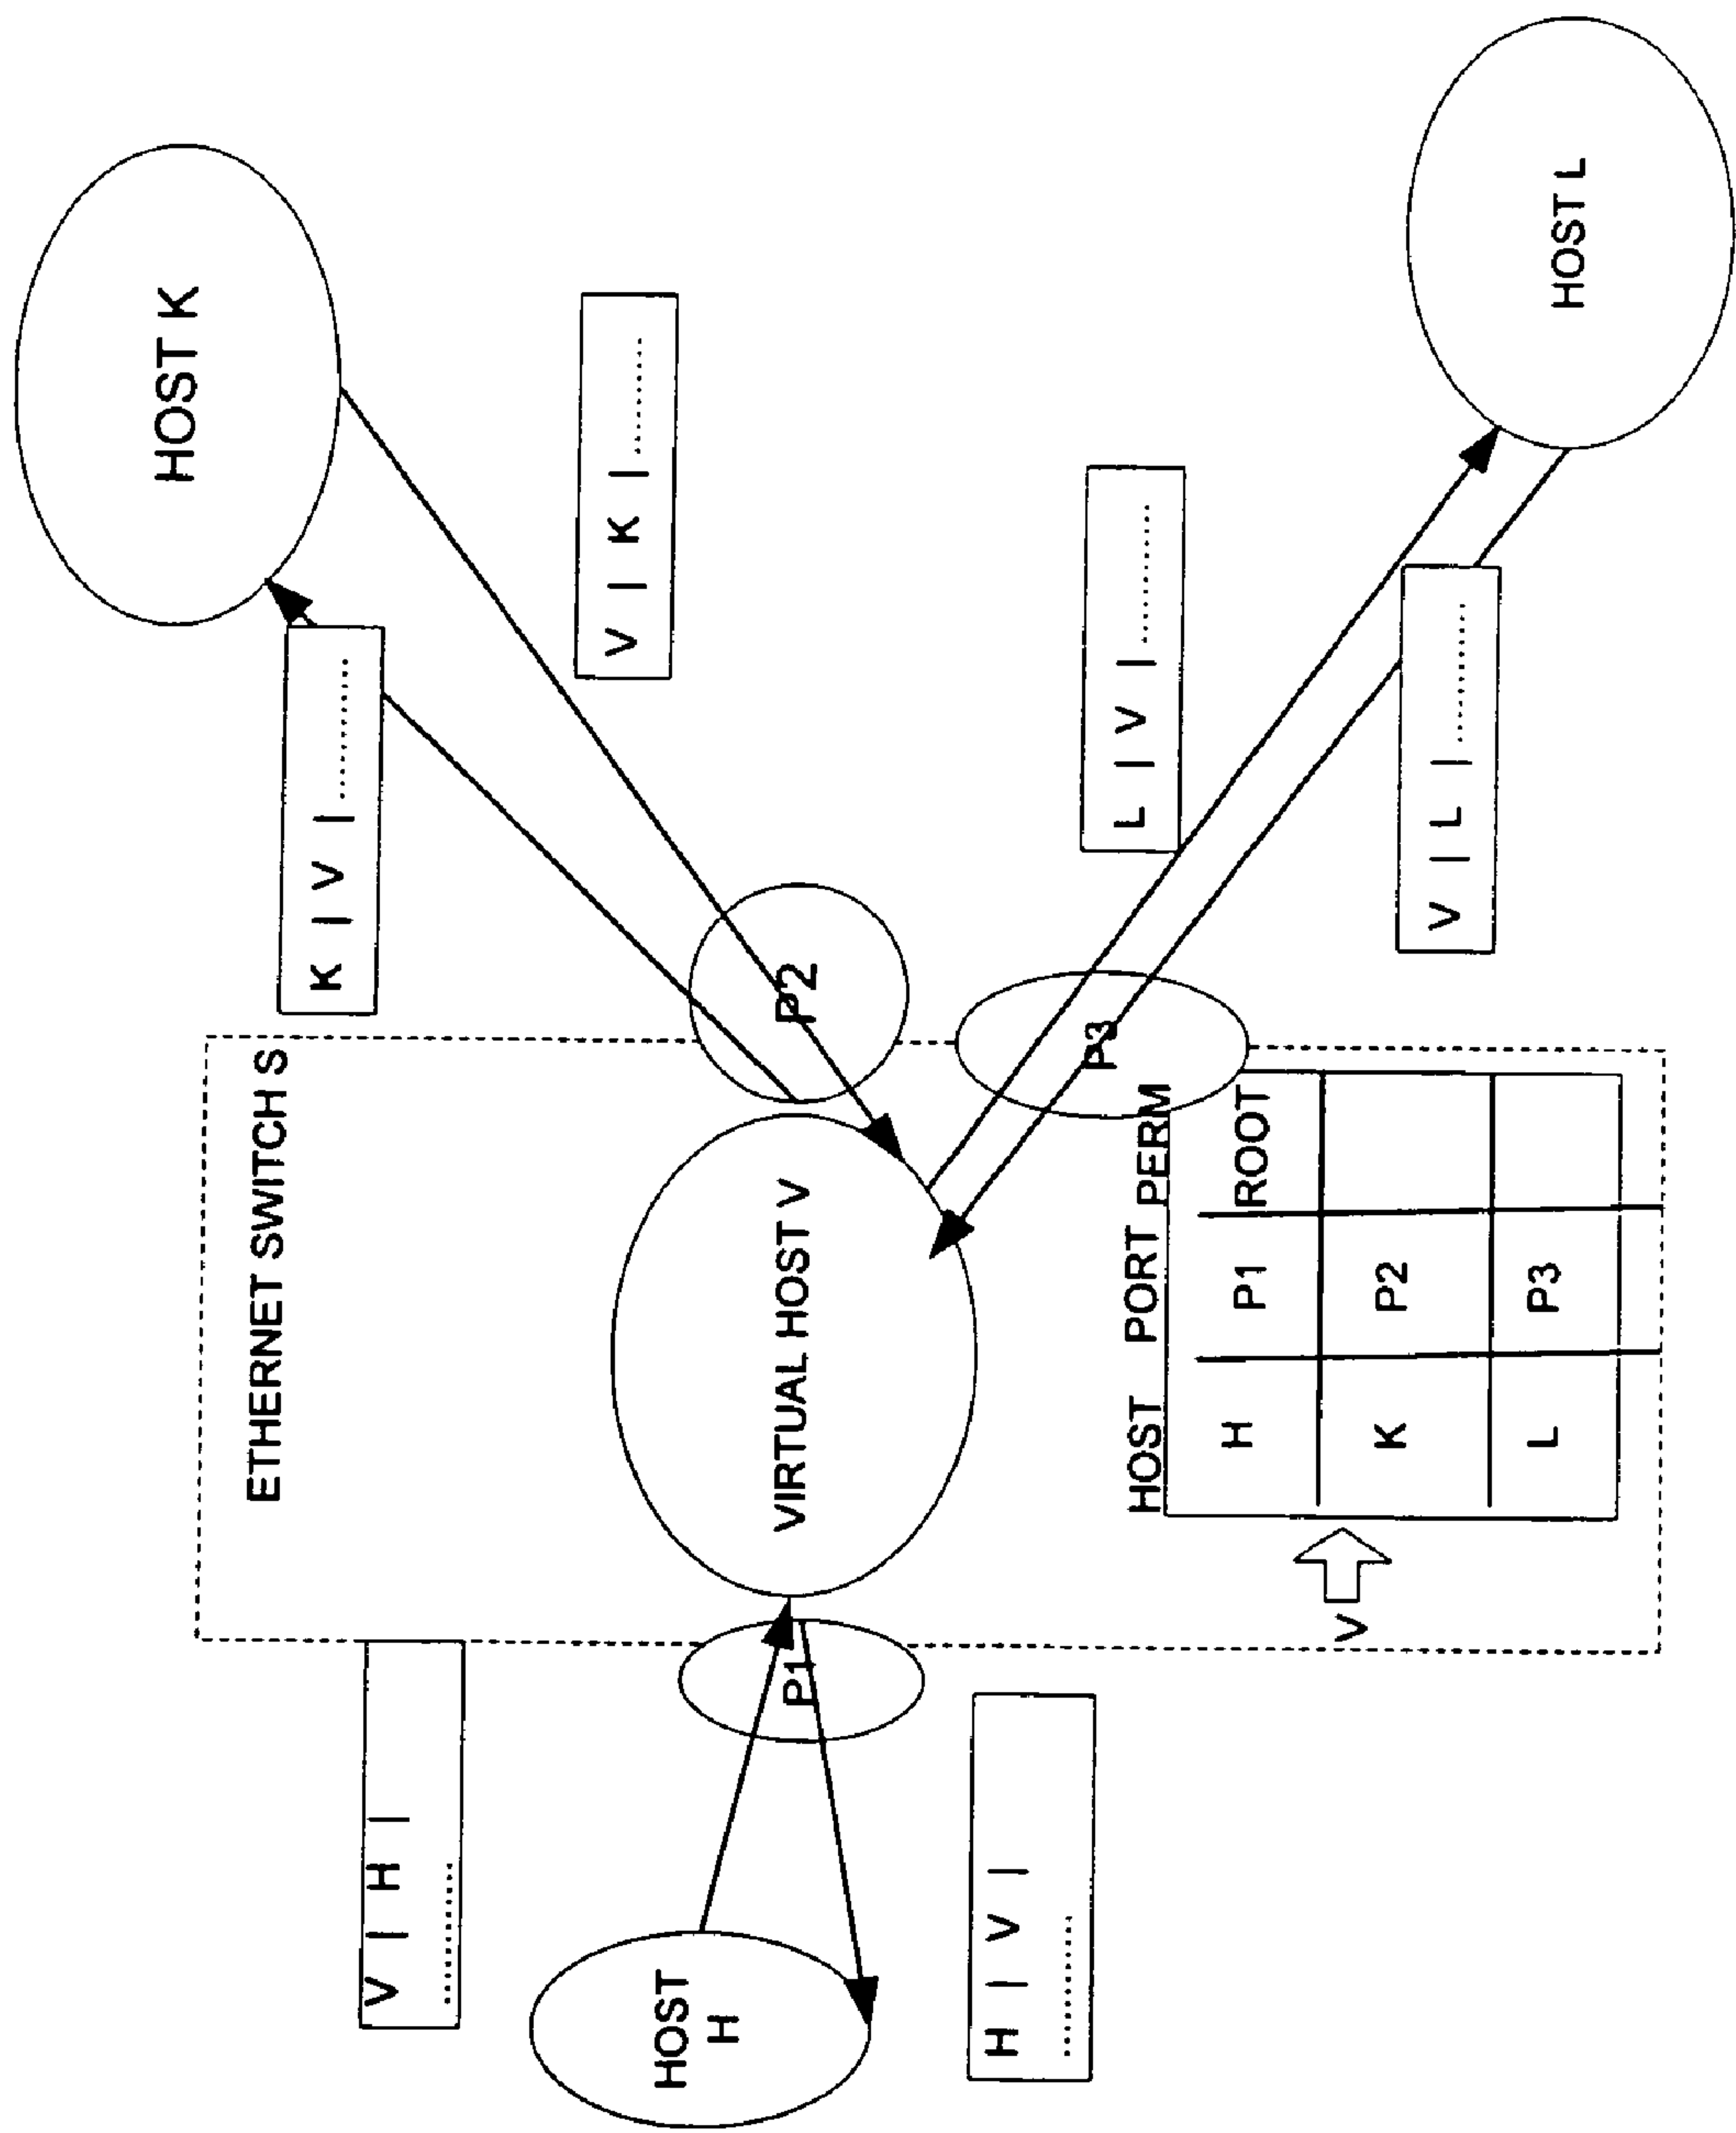 HOST K
K | V |............
V | K |..........
ETHERNET SWITCH S
V | H |
............
P2
HOST
H
P1
VIRTUAL HOST V
H | V |
............
L | V |............
P3
V | L |............
HOST L
HOST PORT PERM
H P1 ROOT
K P2
L P3
V